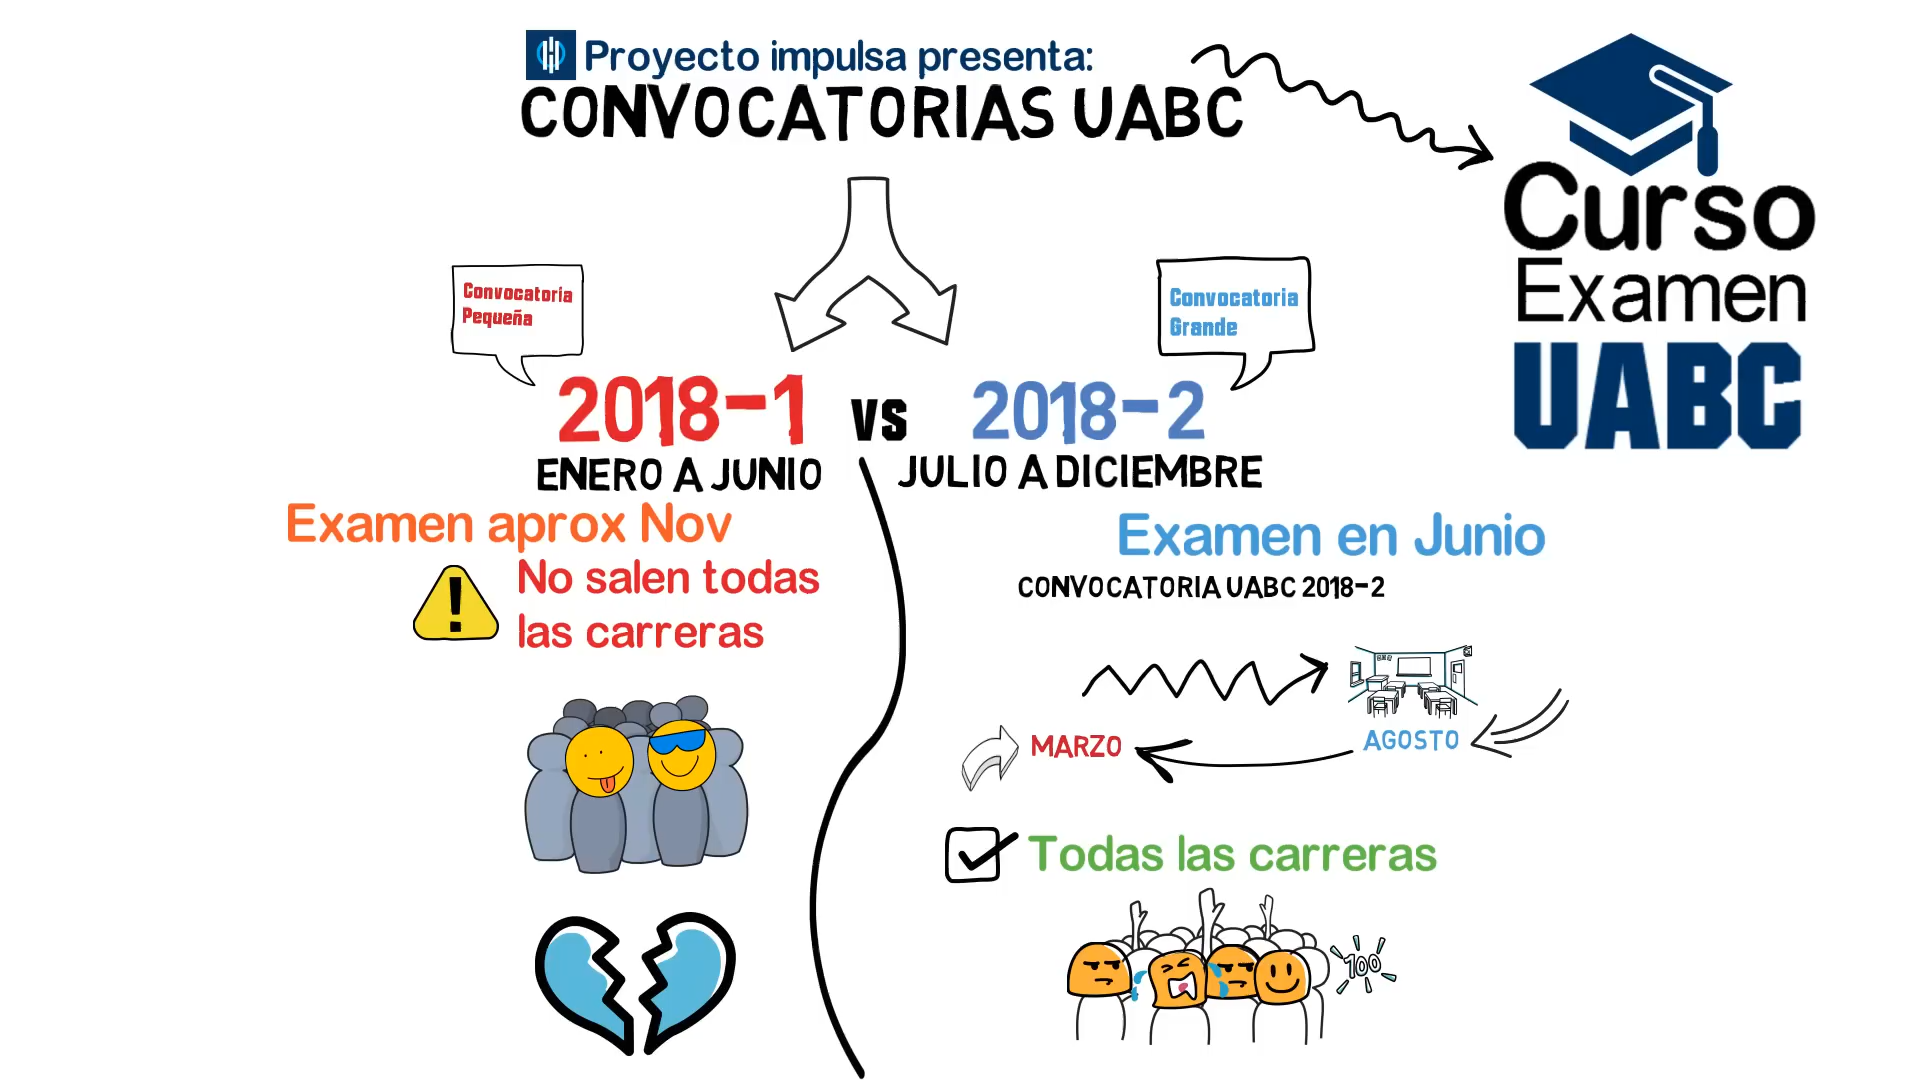 Proyecto impulsa presenta:
CONVOCATORIAS UABC
Curso
Examen
UABC
Convocatoria
Pequeña
Convocatoria
Grande
2018-1 VS 2018-2
ENERO A JUNIO
JULIO A DICIEMBRE
Examen aprox Nov
No salen todas
las carreras
Examen en Junio
CONVOCATORIA UABC 2018-2
MARZO
AGOSTO
Todas las carreras
100